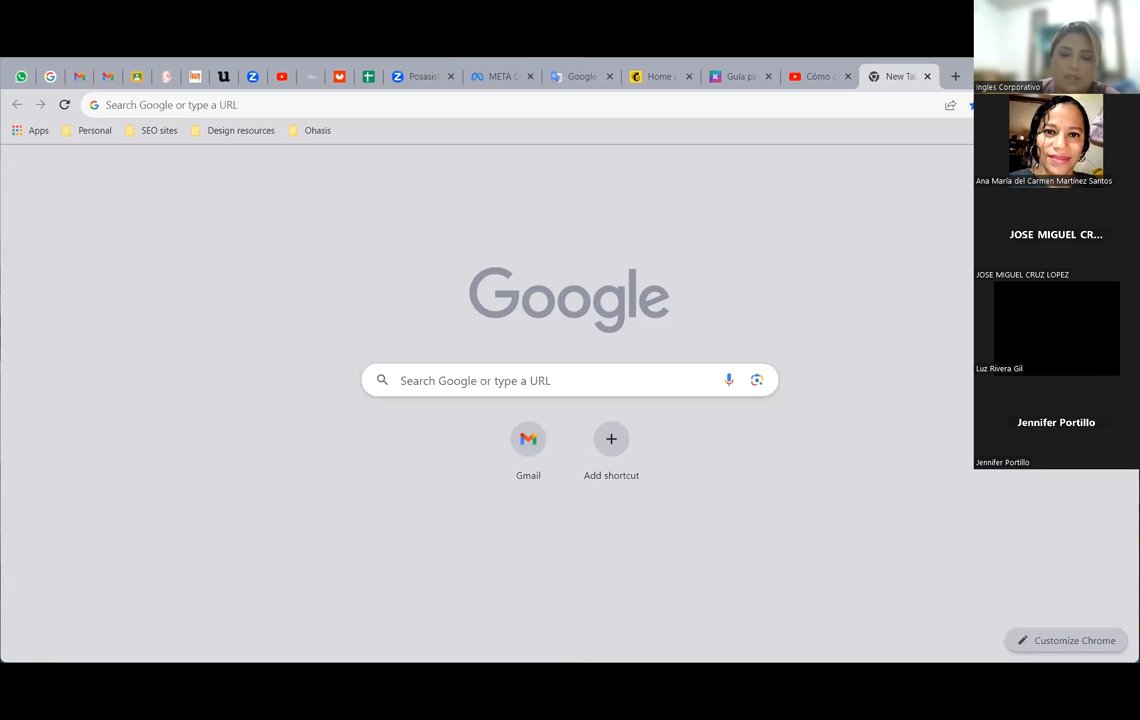 Posasist
META D
Google
Home |
Guía pa
Cómo c
New Tab
Search Google or type a URL
Apps
Personal
SEO sites
Design resources
Ohasis
Google
Search Google or type a URL
Gmail
Add shortcut
Customize Chrome
Ingles Corporativo
Ana María del Carmen Martínez Santos
JOSE MIGUEL CR...
JOSE MIGUEL CRUZ LOPEZ
Luz Rivera Gil
Jennifer Portillo
Jennifer Portillo